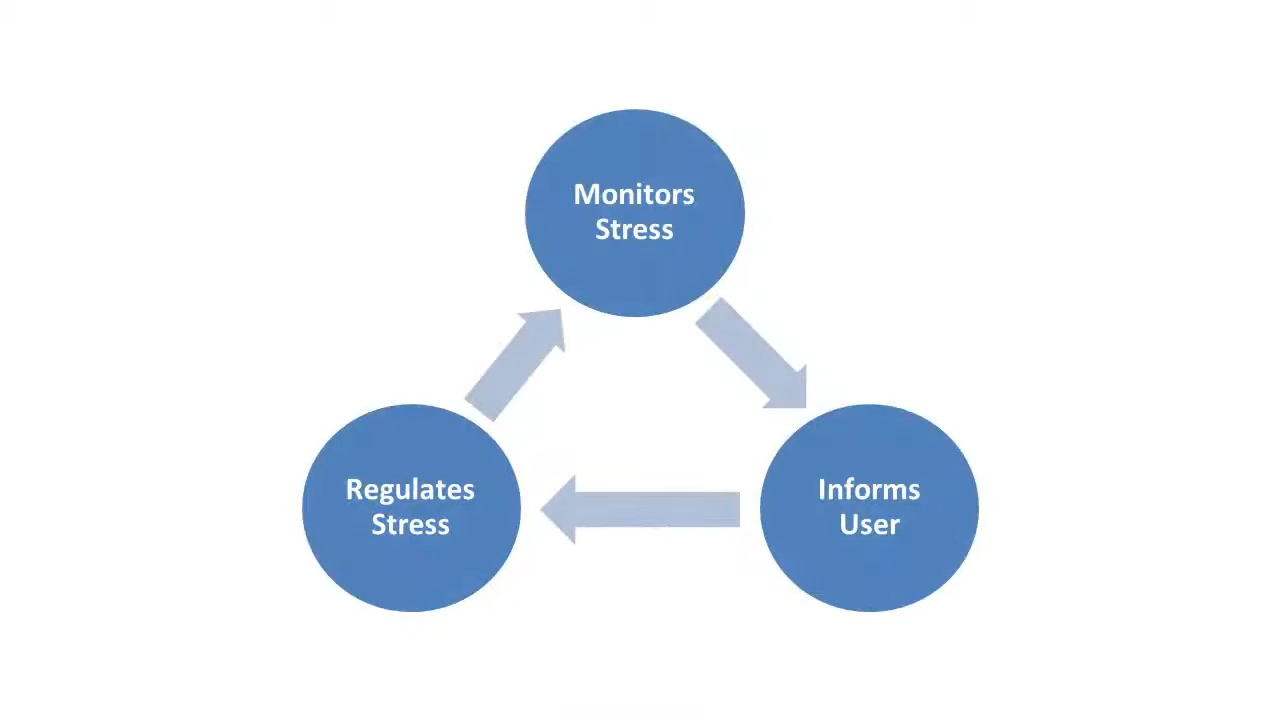 Monitors
Stress
Regulates
Stress
Informs
User